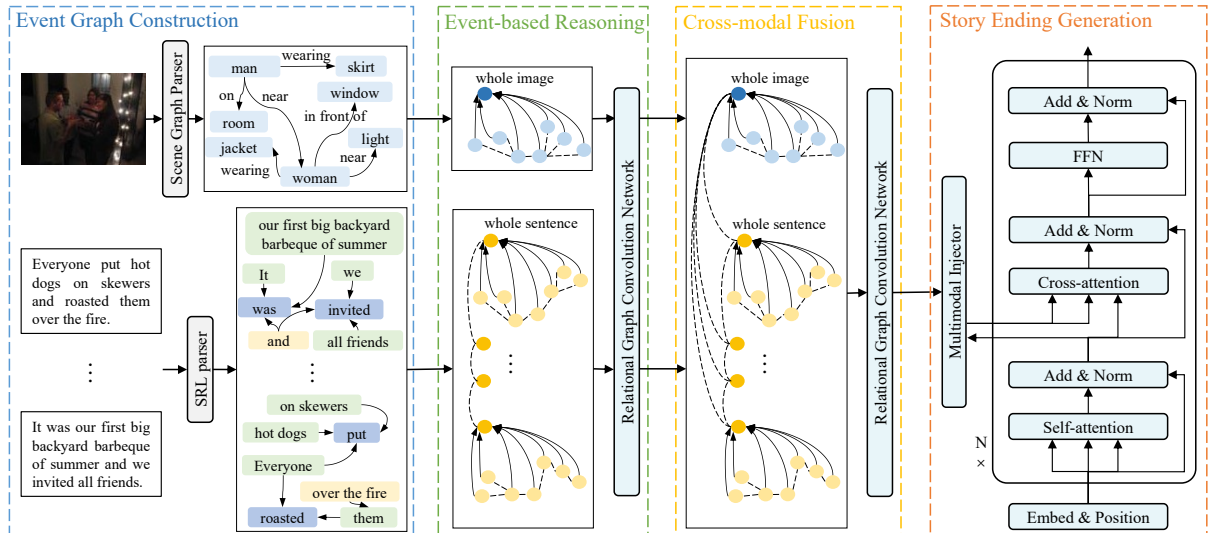 Event Graph Construction
Event-based Reasoning
Cross-modal Fusion
Story Ending Generation
Scene Graph Parser
man
wearing
skirt
on
near
window
room
in front of
jacket
light
wearing
near
woman
whole image
Relational Graph Convolution Network
whole image
Relational Graph Convolution Network
Everyone put hot
dogs on skewers
and roasted them
over the fire.
...
It was our first big
backyard barbeque
of summer and we
invited all friends.
SRL parser
our first big backyard
barbeque of summer
It
we
was
invited
and
all friends
...
on skewers
hot dogs
put
Everyone
over the fire
roasted
them
whole sentence
...
whole sentence
...
Multimodal Injector
Add & Norm
FFN
Add & Norm
Cross-attention
Add & Norm
Self-attention
N
×
Embed & Position